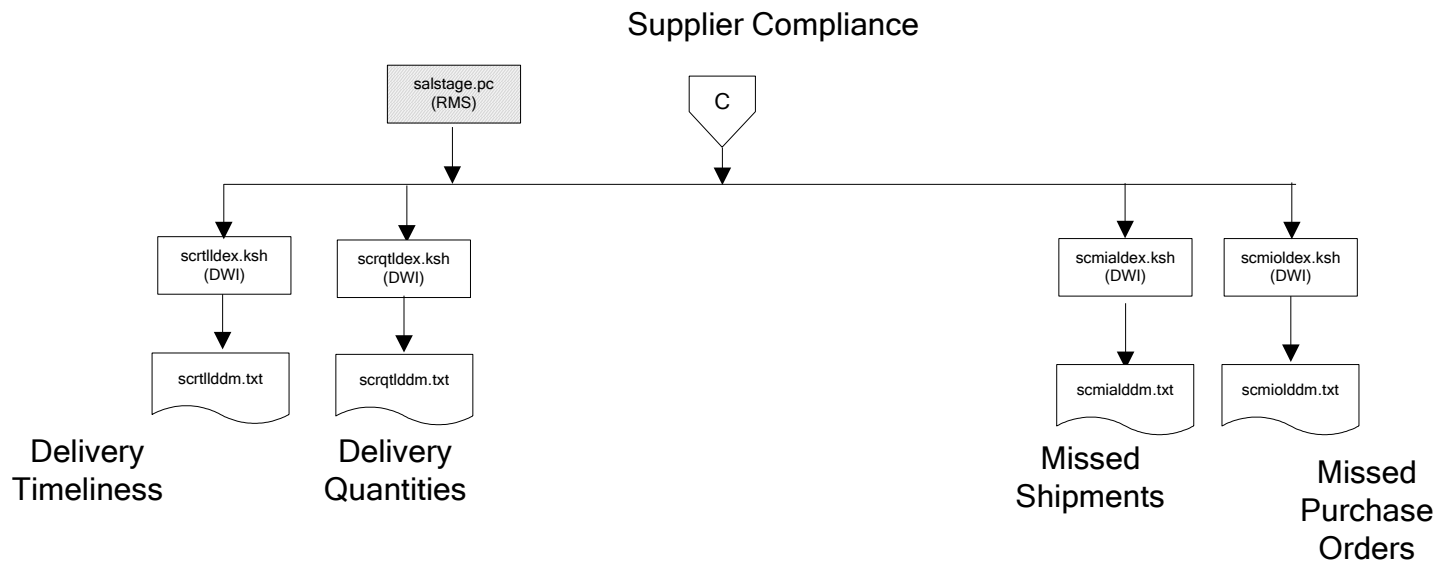 Supplier Compliance
salstage.pc
(RMS)
C
scrtlldex.ksh
(DWI)
scrqtldex.ksh
(DWI)
scmialdex.ksh
(DWI)
scmioldex.ksh
(DWI)
scrtllddm.txt
scrqtlddm.txt
scmialddm.txt
scmiolddm.txt
Delivery
Timeliness
Delivery
Quantities
Missed
Shipments
Missed
Purchase
Orders